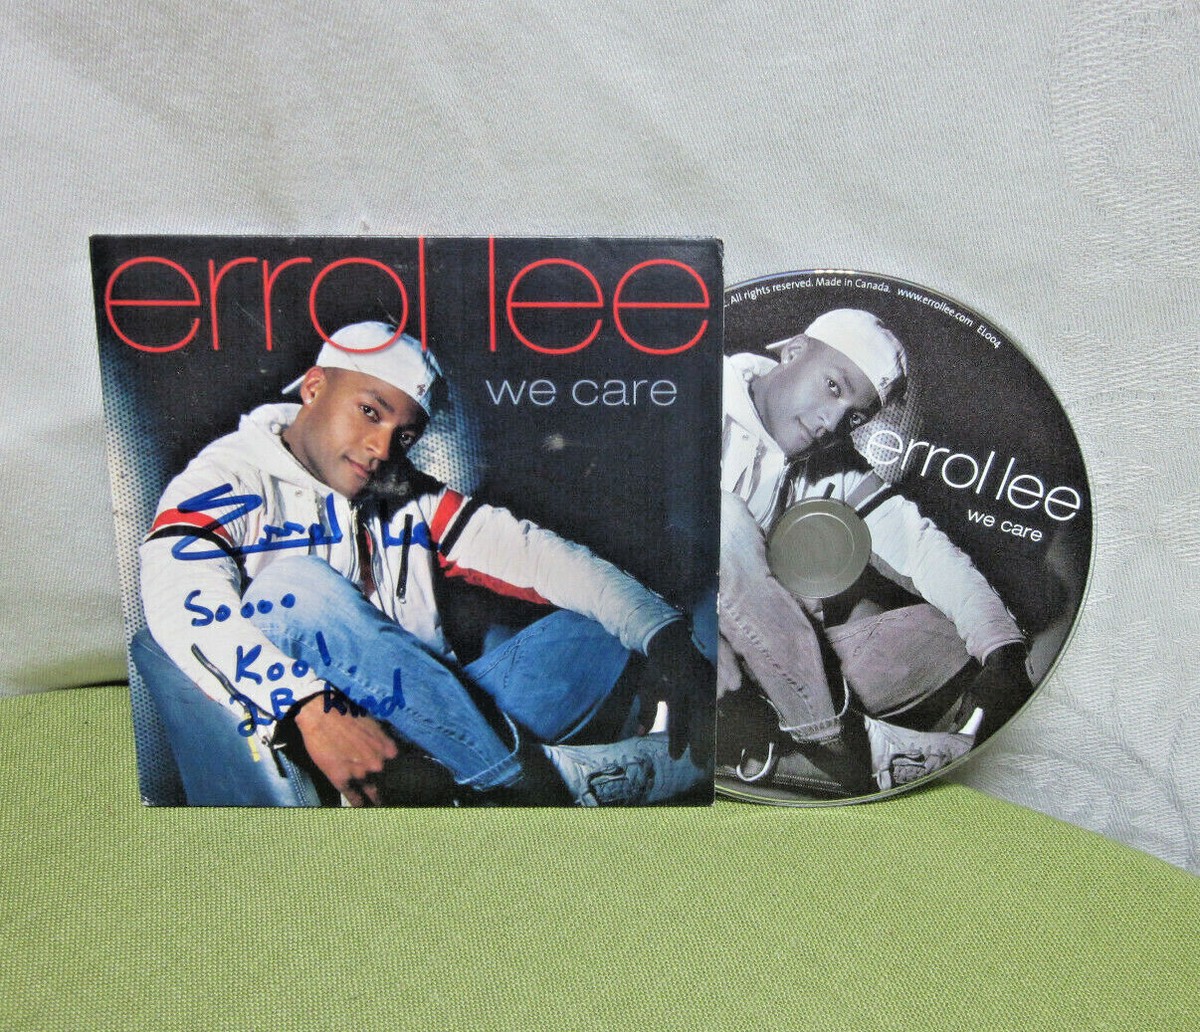 errol lee
we care
Errol Lee
Soooo
Kool..
2B Kind
All rights reserved. Made in Canada. www.errollee.com EL004
errol lee
we care